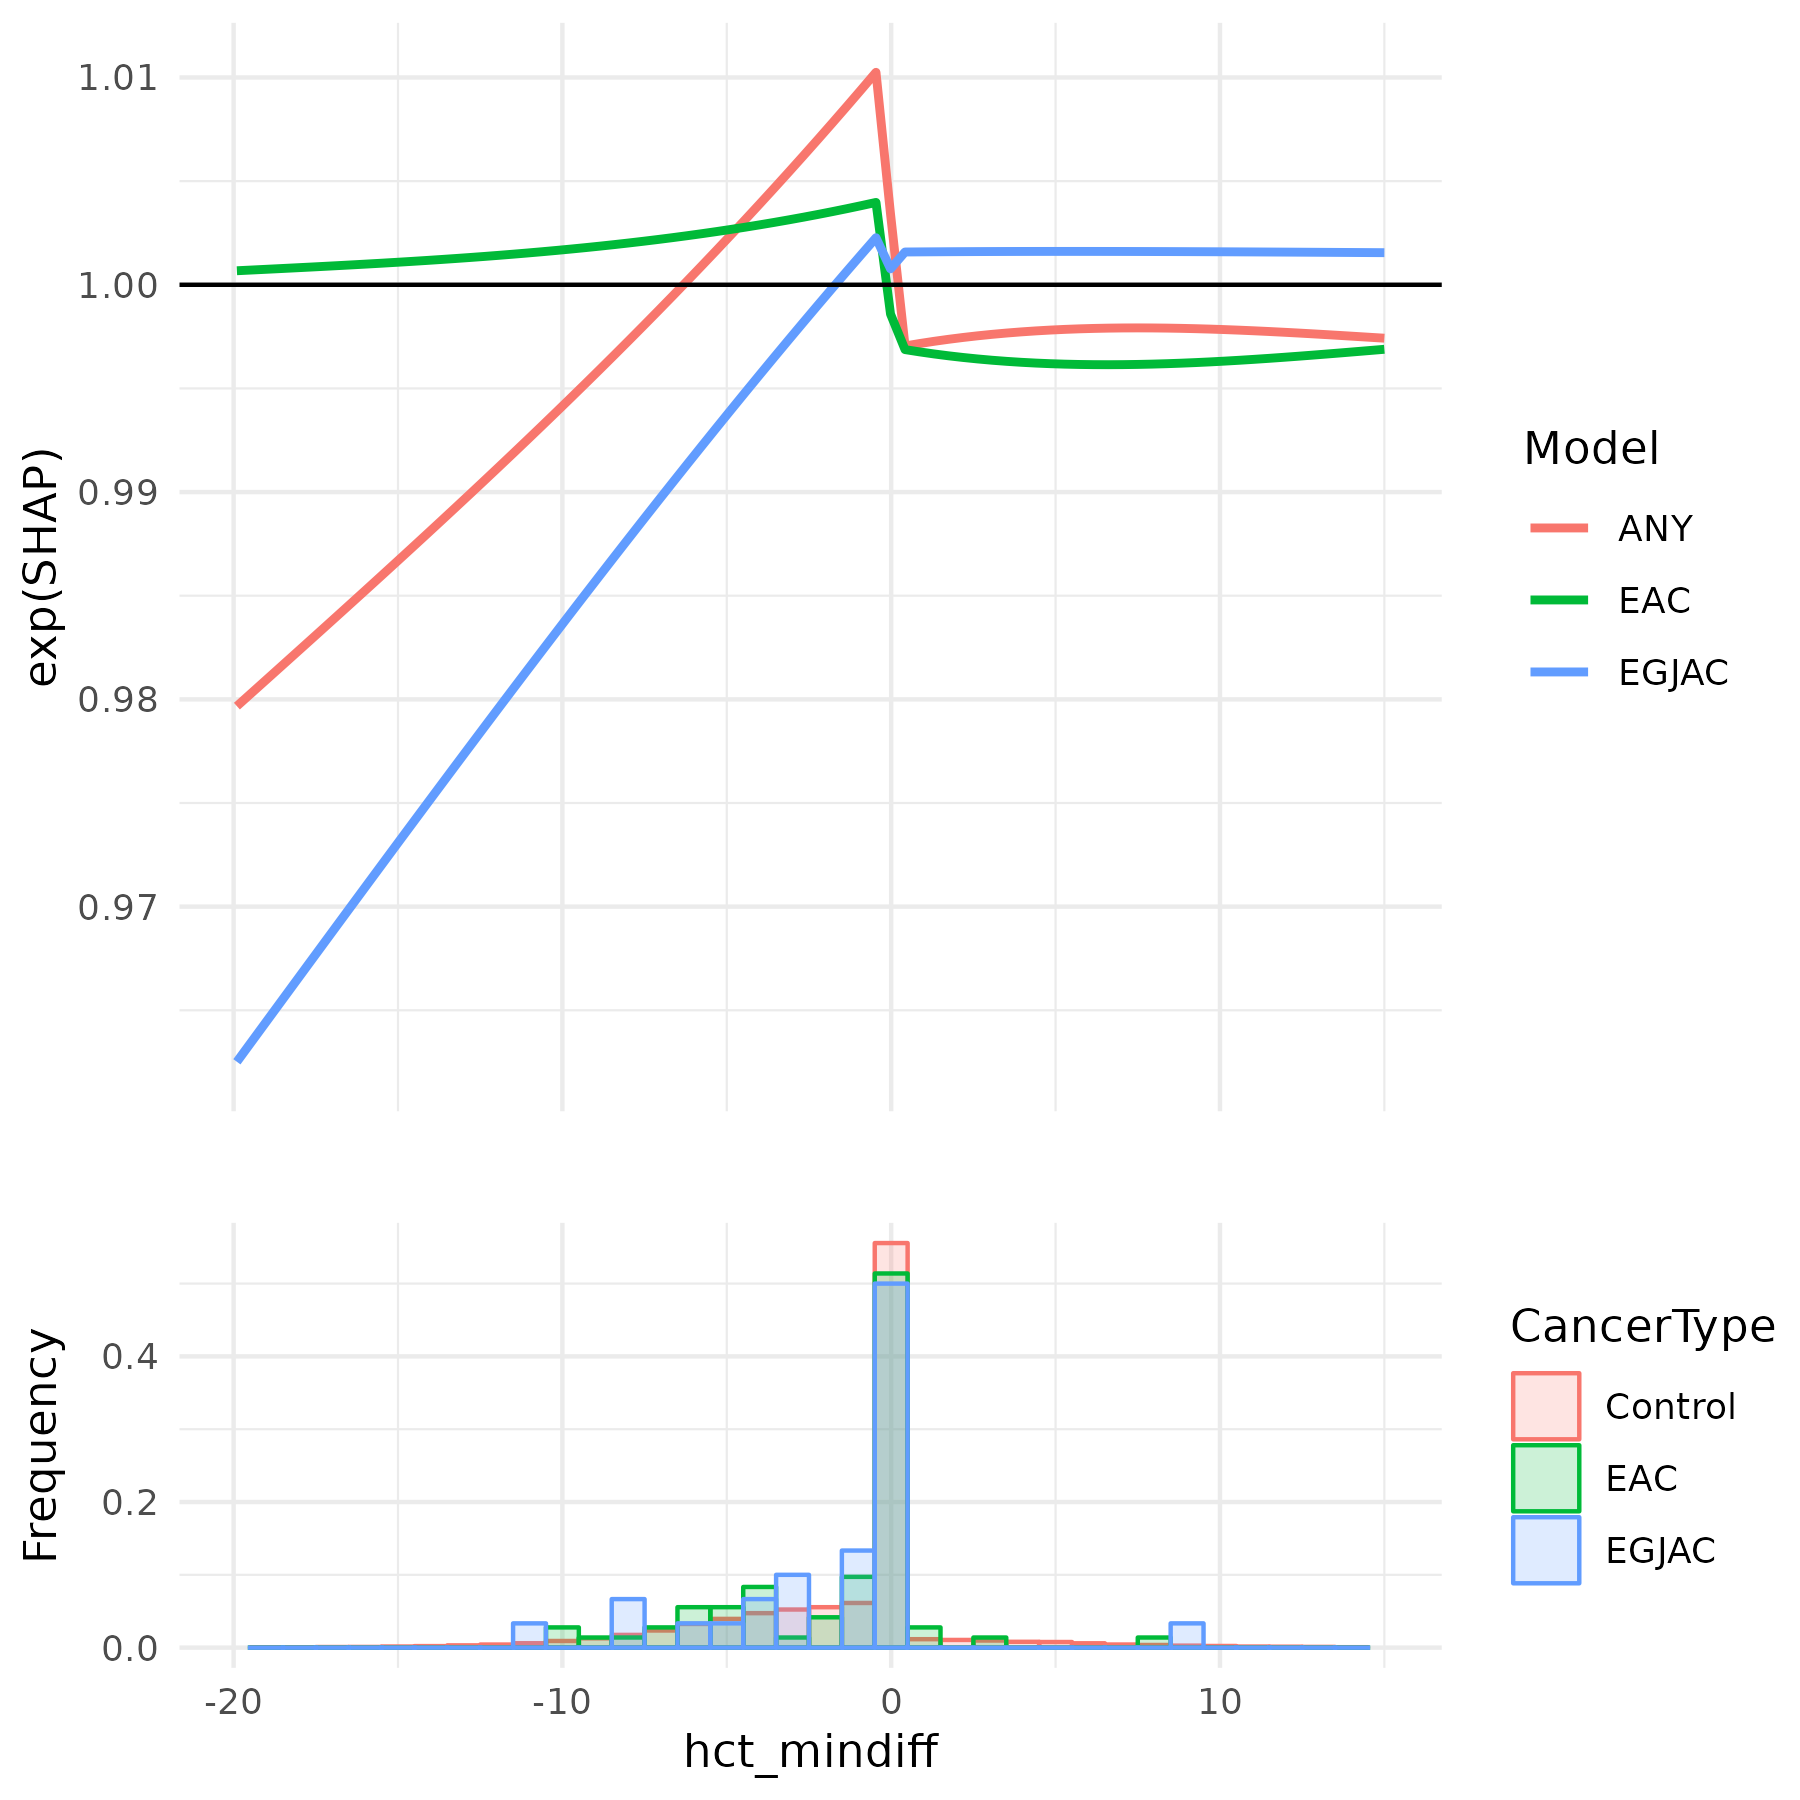 exp(SHAP)
1.01
1.00
0.99
0.98
0.97
Model
ANY
EAC
EGJAC
Frequency
0.4
0.2
0.0
-20
-10
0
10
hct_mindiff
CancerType
Control
EAC
EGJAC